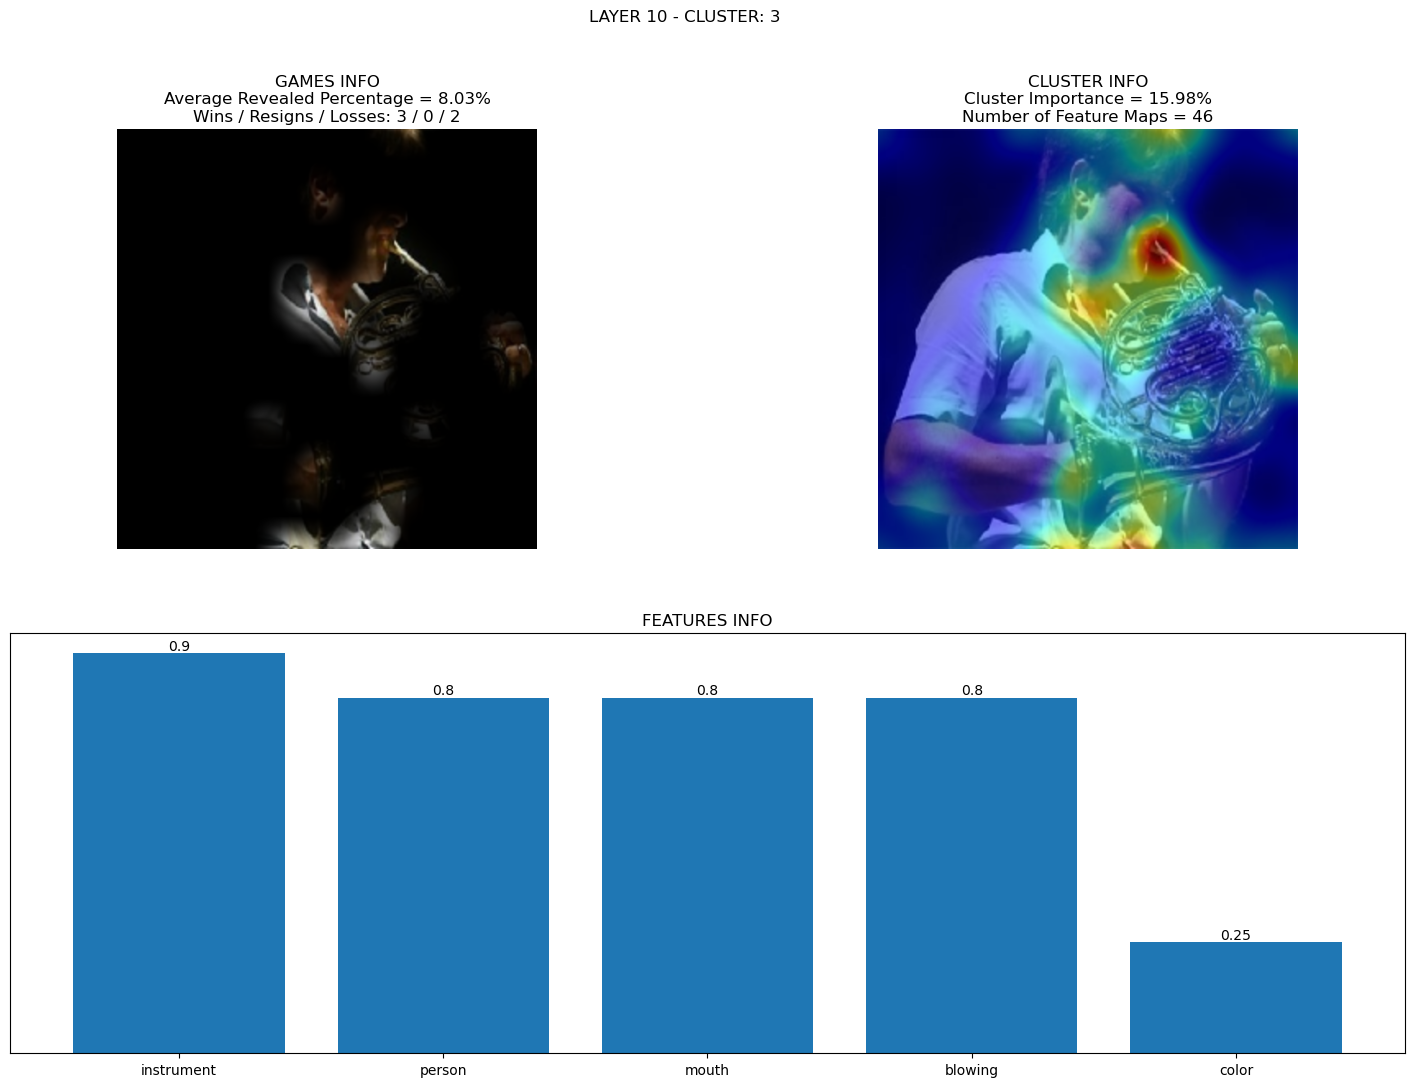 LAYER 10 - CLUSTER: 3
GAMES INFO
Average Revealed Percentage = 8.03%
Wins / Resigns / Losses: 3 / 0 / 2
CLUSTER INFO
Cluster Importance = 15.98%
Number of Feature Maps = 46
FEATURES INFO
0.9
0.8
0.8
0.8
0.25
instrument
person
mouth
blowing
color